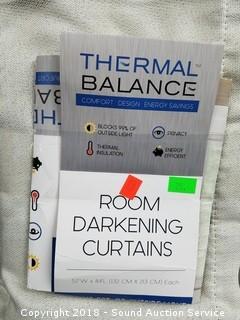 THERMAL
BALANCE
COMFORT DESIGN ENERGY SAVINGS
BLOCKS 99% OF
OUTSIDE LIGHT
PRIVACY
THERMAL
INSULATION
ENERGY
EFFICIENT
ROOM
DARKENING
CURTAINS
52"W x 84"L (132 CM X 213 CM) Each
Copyright 2018 - Sound Auction Service